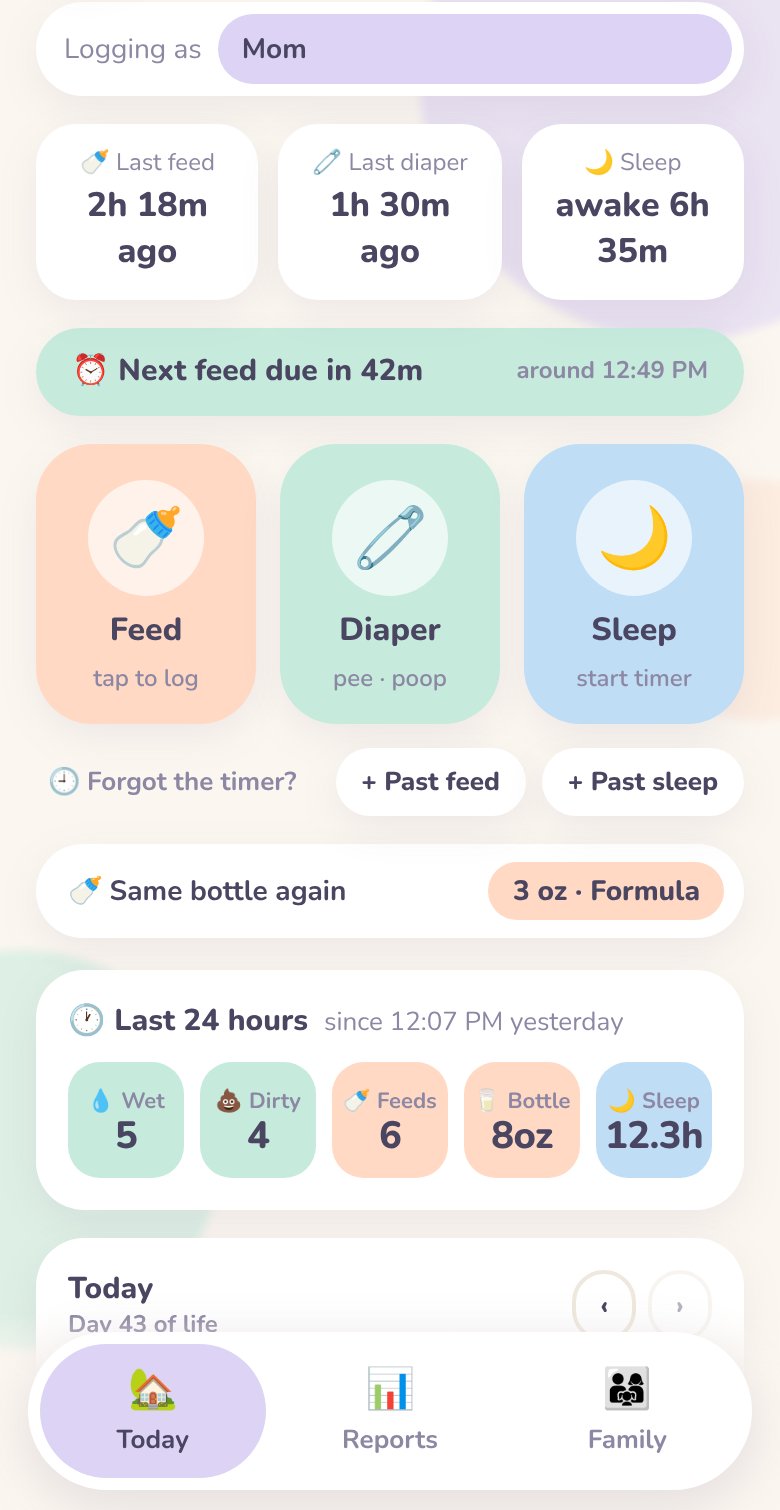 Logging as Mom
🍼 Last feed
2h 18m
ago
🧷 Last diaper
1h 30m
ago
🌙 Sleep
awake 6h
35m
⏰ Next feed due in 42m around 12:49 PM
Feed
tap to log
Diaper
pee · poop
Sleep
start timer
🕘 Forgot the timer? + Past feed + Past sleep
🍼 Same bottle again 3 oz · Formula
🕐 Last 24 hours since 12:07 PM yesterday
💧 Wet
5
💩 Dirty
4
🍼 Feeds
6
🥛 Bottle
8oz
🌙 Sleep
12.3h
Today
Day 43 of life
‹ ›
Today
Reports
Family